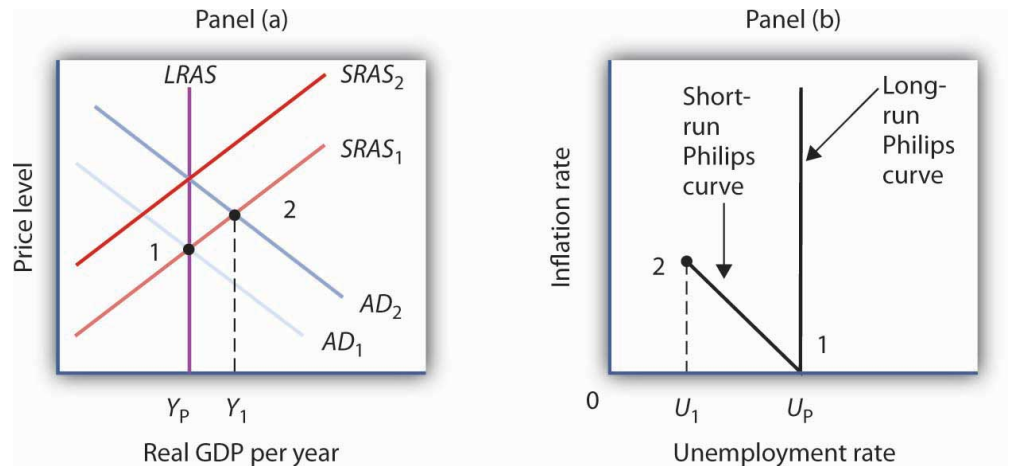 Panel (a)
Price level
LRAS
SRAS2
SRAS1
1
2
AD2
AD1
YP
Y1
Real GDP per year
Panel (b)
Inflation rate
Short-
run
Philips
curve
Long-
run
Philips
curve
2
1
0
U1
UP
Unemployment rate